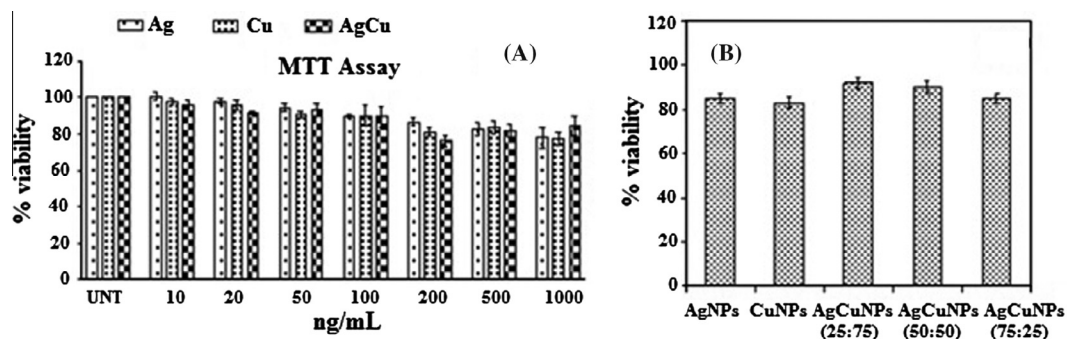 Ag Cu AgCu
MTT Assay
(A)
% viability
120
100
80
60
40
20
0
UNT 10 20 50 100 200 500 1000
ng/mL
(B)
% viability
120
100
80
60
40
20
0
AgNPs CuNPs AgCuNPs AgCuNPs AgCuNPs
(25:75) (50:50) (75:25)